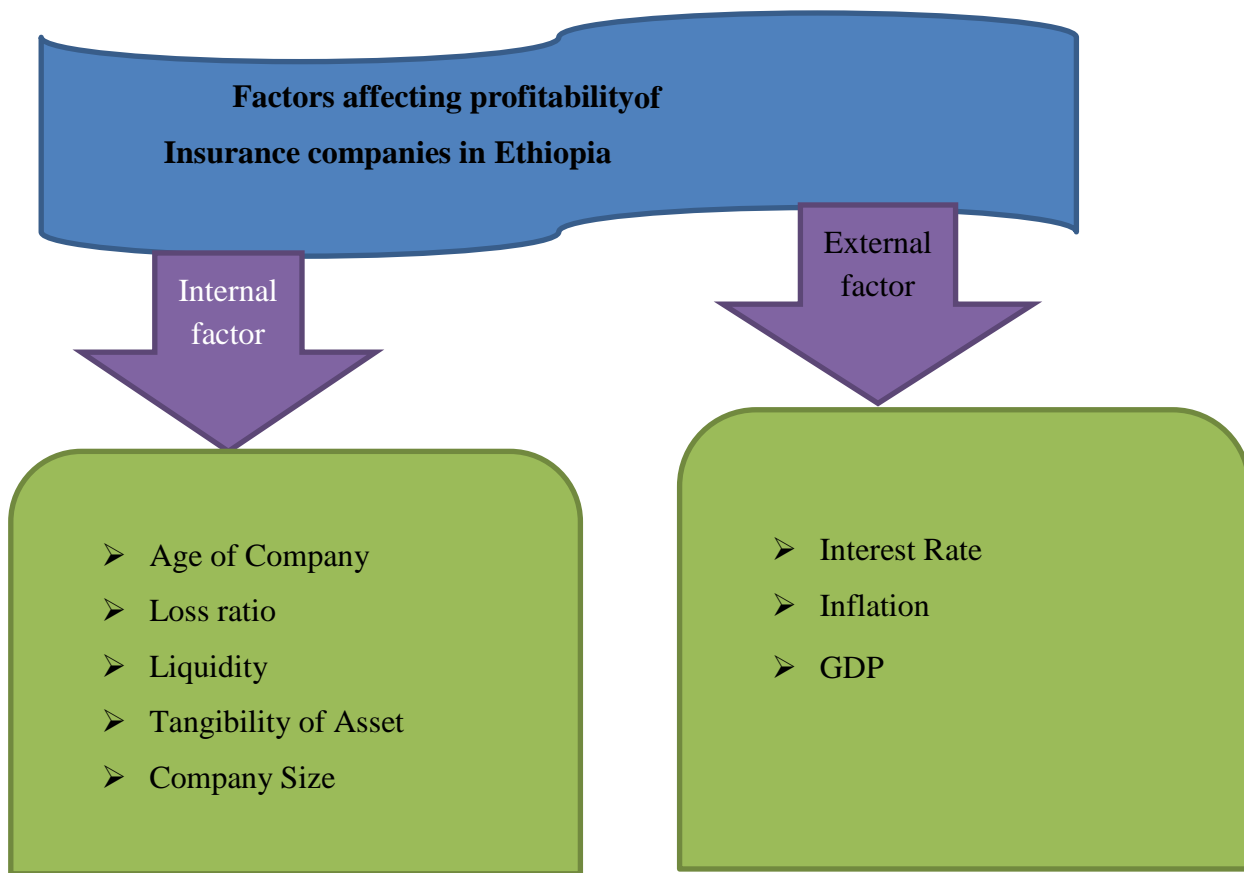 Factors affecting profitabilityof
Insurance companies in Ethiopia
Internal
factor
External
factor
➢ Age of Company
➢ Loss ratio
➢ Liquidity
➢ Tangibility of Asset
➢ Company Size
➢ Interest Rate
➢ Inflation
➢ GDP